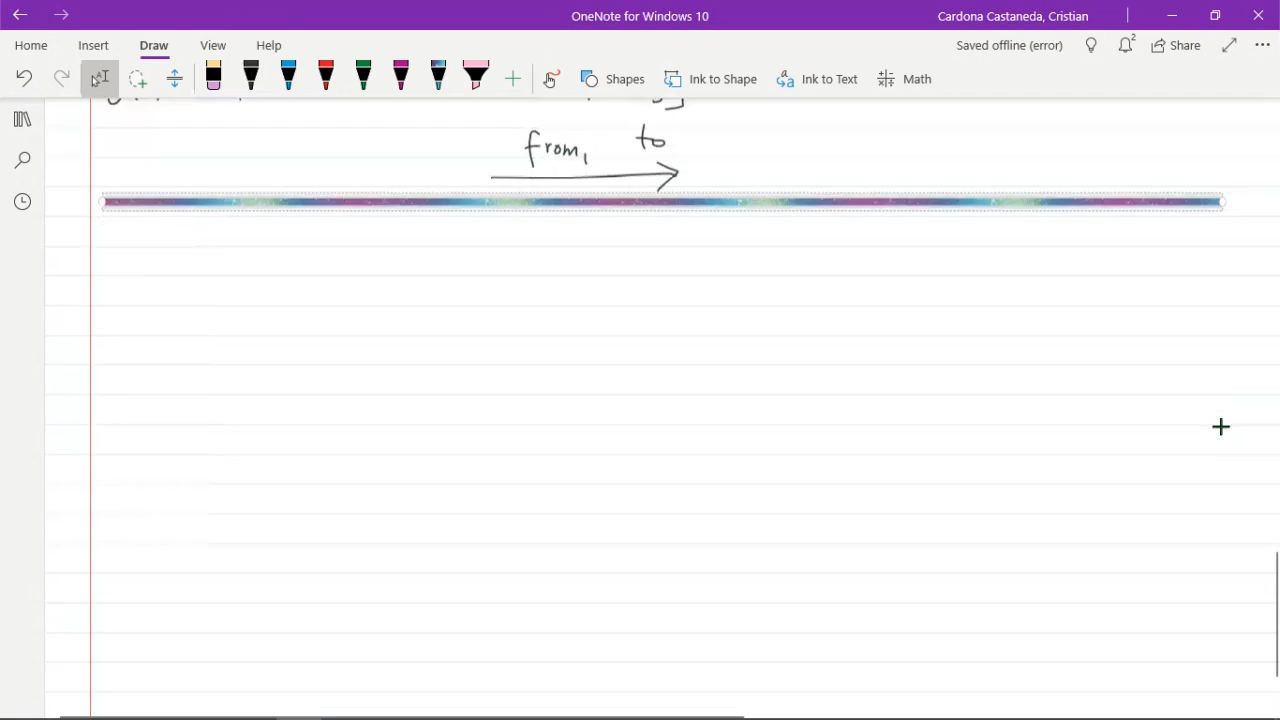 OneNote for Windows 10
Cardona Castaneda, Cristian
Home Insert Draw View Help
Saved offline (error)
2
Share
Shapes
Ink to Shape
Ink to Text
Math
from, to